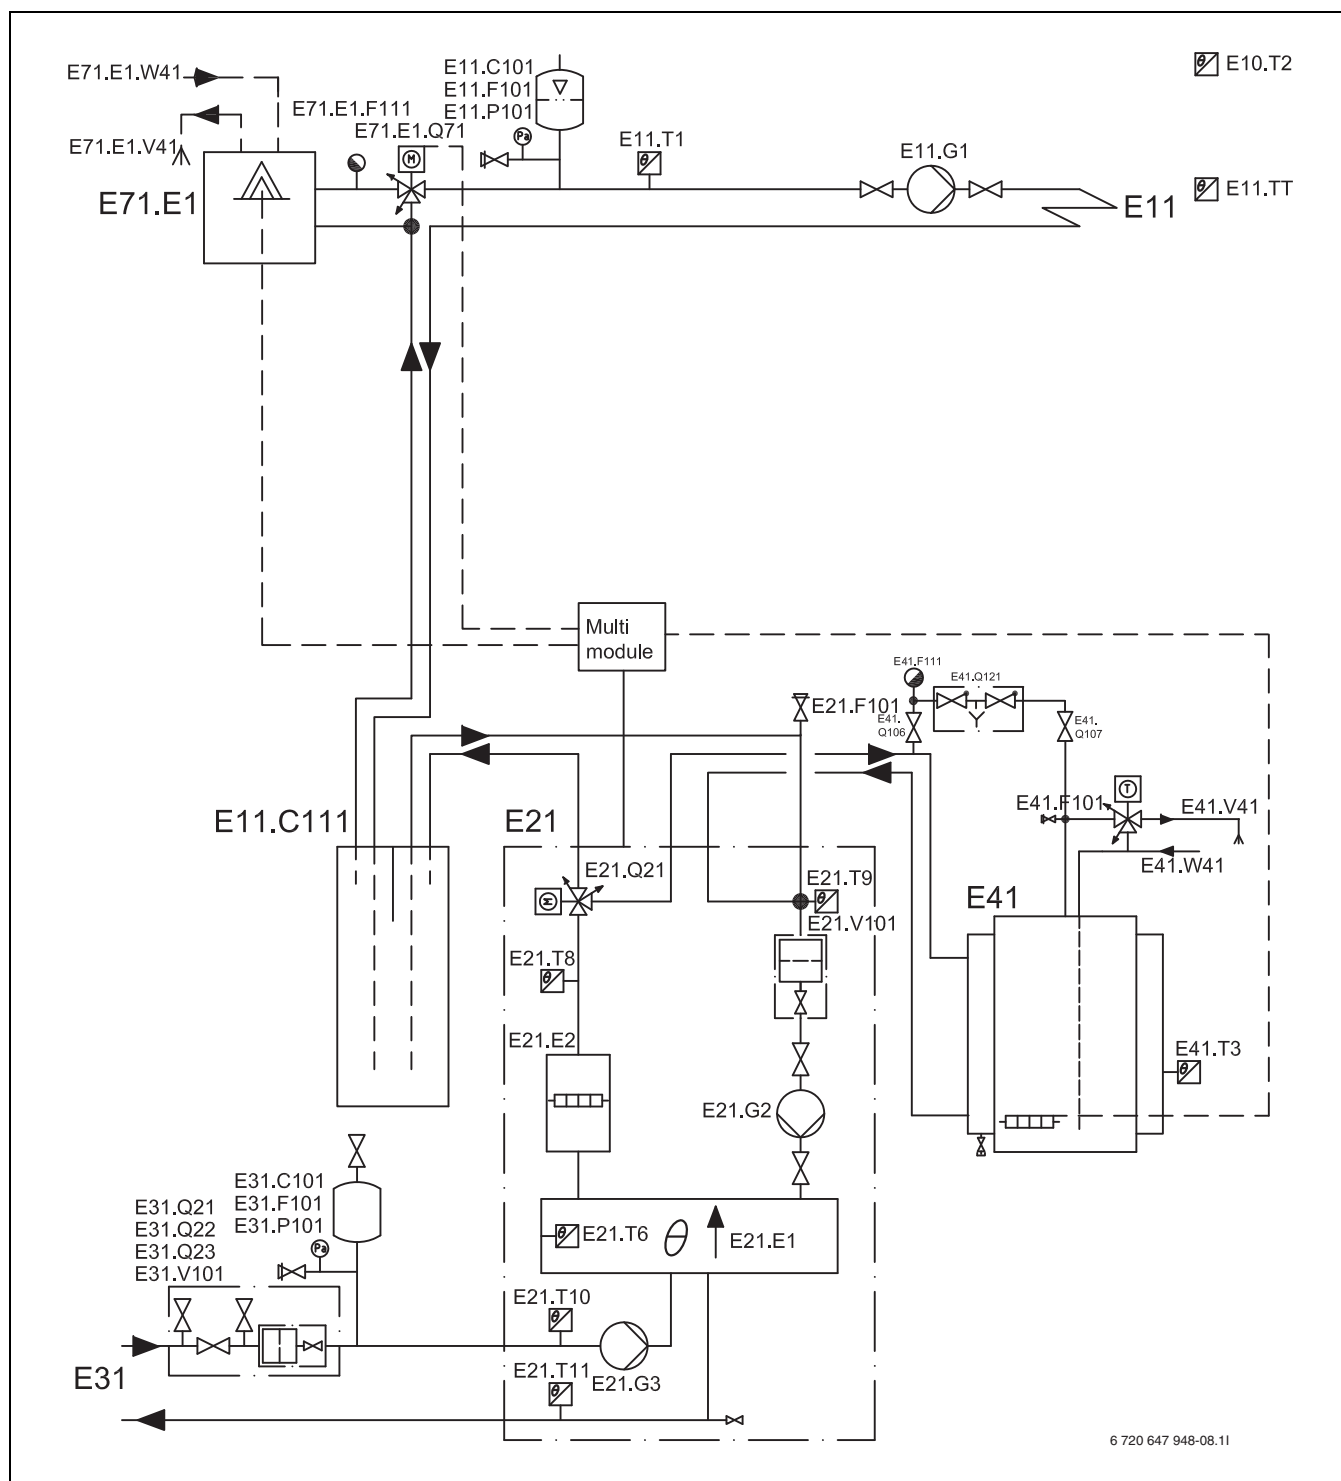 E71.E1.W41
E11.C101
E11.F101
E11.P101
E10.T2
E71.E1.F111
E71.E1.Q71
E71.E1.V41
M
Pa
E11.T1
E11.G1
θ
θ
θ
E71.E1
E11
E11.TT
Multi
module
E41.F111
E41.Q121
E21.F101
E41.
Q106
E41.
Q107
E11.C111
E21
T
E41.F101
E41.V41
E41.W41
E21.Q21
M
E21.T9
θ
E21.V101
E41
E21.T8
θ
E21.E2
E41.T3
θ
E21.G2
E31.C101
E31.F101
E31.P101
Pa
E31.Q21
E31.Q22
E31.Q23
E31.V101
θ
E21.T6
E21.E1
E21.T10
θ
E31
E21.T11
θ
E21.G3
6 720 647 948-08.1I